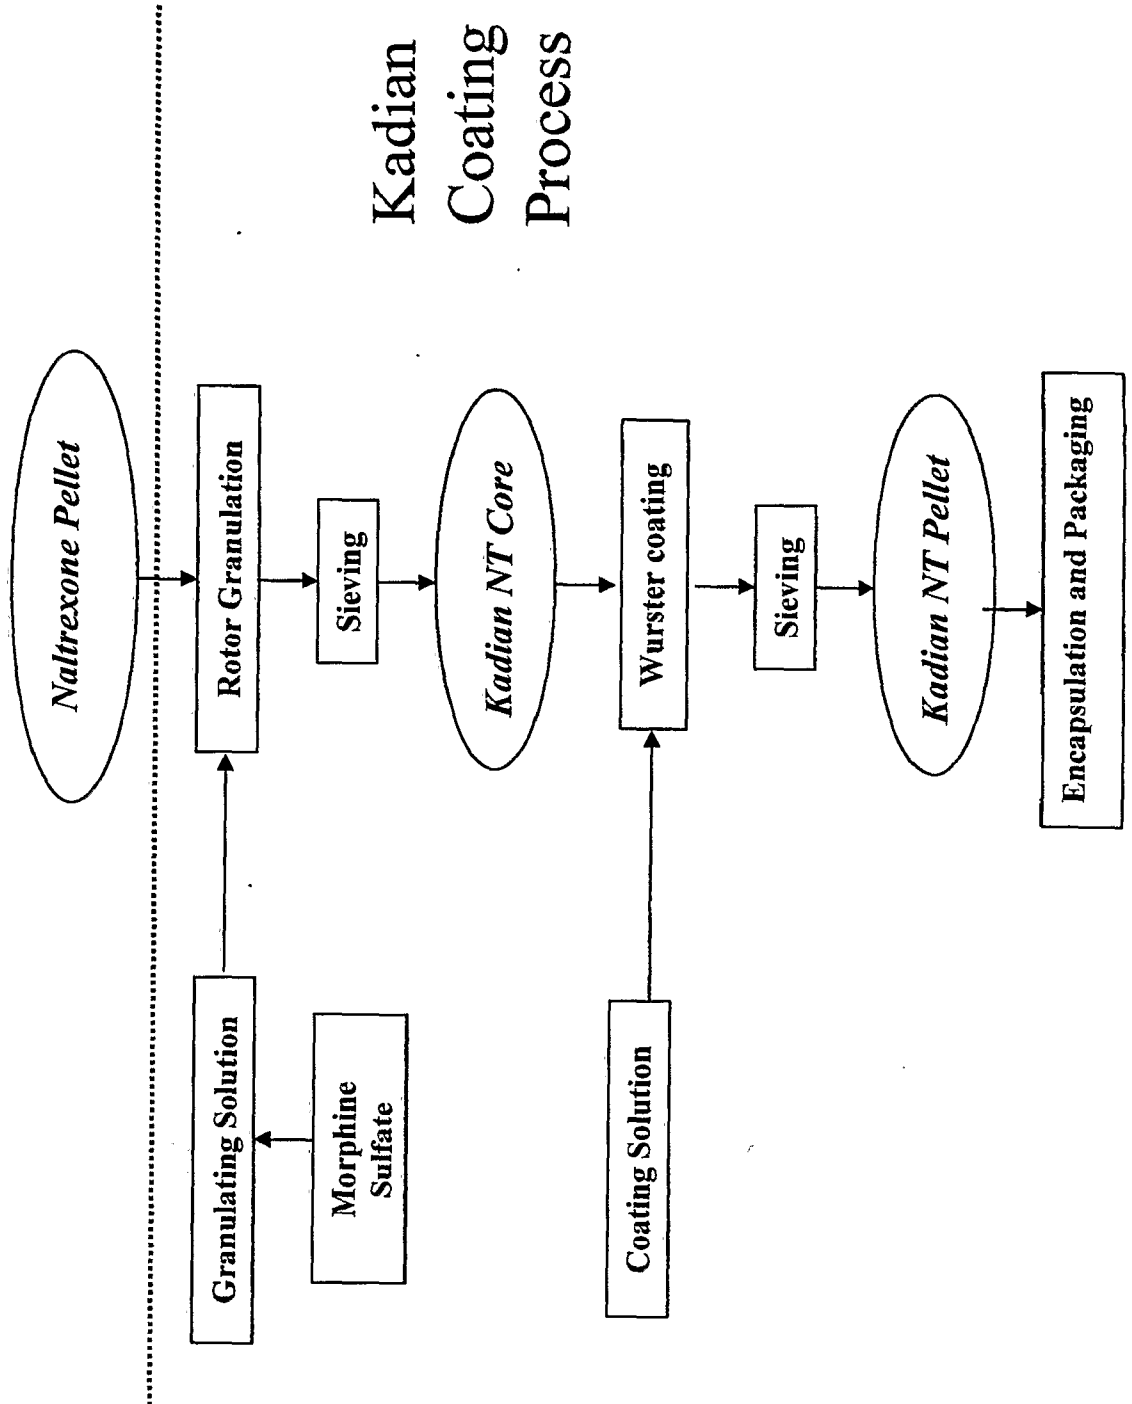 Naltrexone Pellet
Granulating Solution
Rotor Granulation
Morphine
Sulfate
Sieving
Kadian
Coating
Process
Kadian NT Core
Coating Solution
Wurster coating
Sieving
Kadian NT Pellet
Encapsulation and Packaging